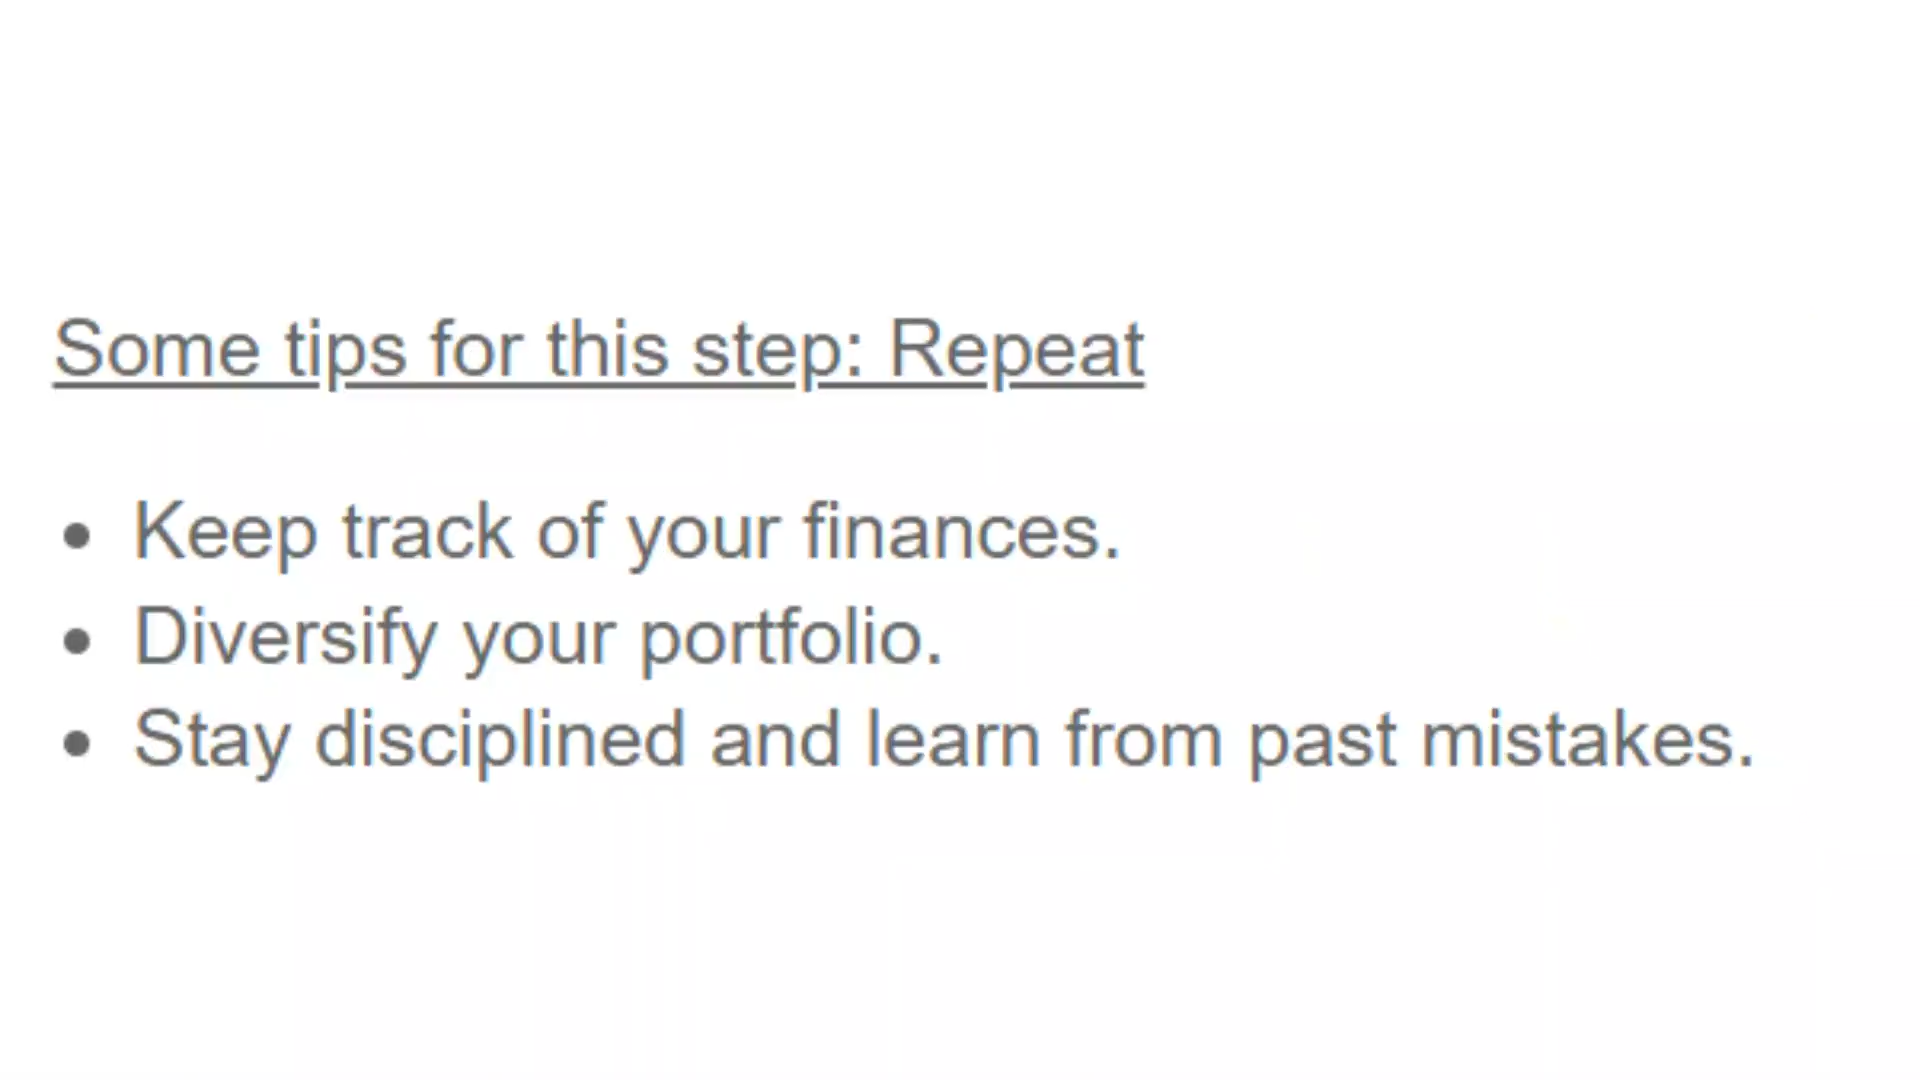 Some tips for this step: Repeat
• Keep track of your finances.
• Diversify your portfolio.
• Stay disciplined and learn from past mistakes.